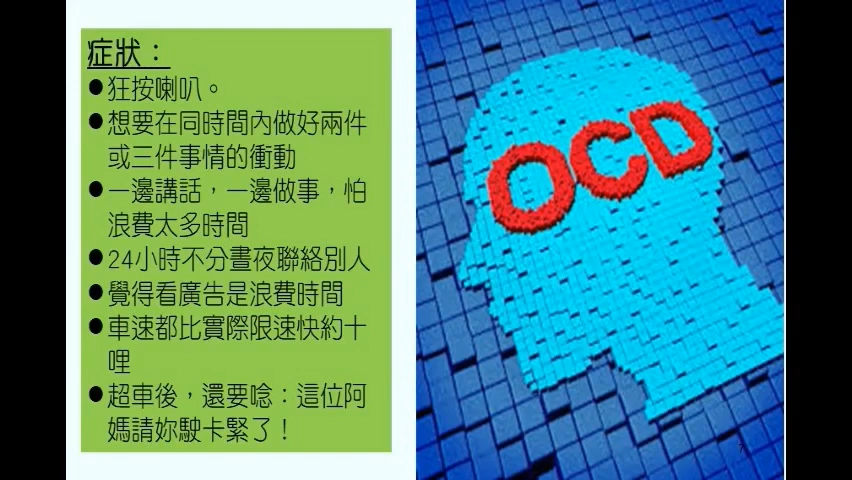 症狀：
●狂按喇叭。
●想要在同時間內做好兩件
或三件事情的衝動
●一邊講話，一邊做事，怕
浪費太多時間
●24小時不分晝夜聯絡別人
●覺得看廣告是浪費時間
●車速都比實際限速快約十
哩
●超車後，還要唸：這位阿
媽請妳駛卡緊了！
OCD
7